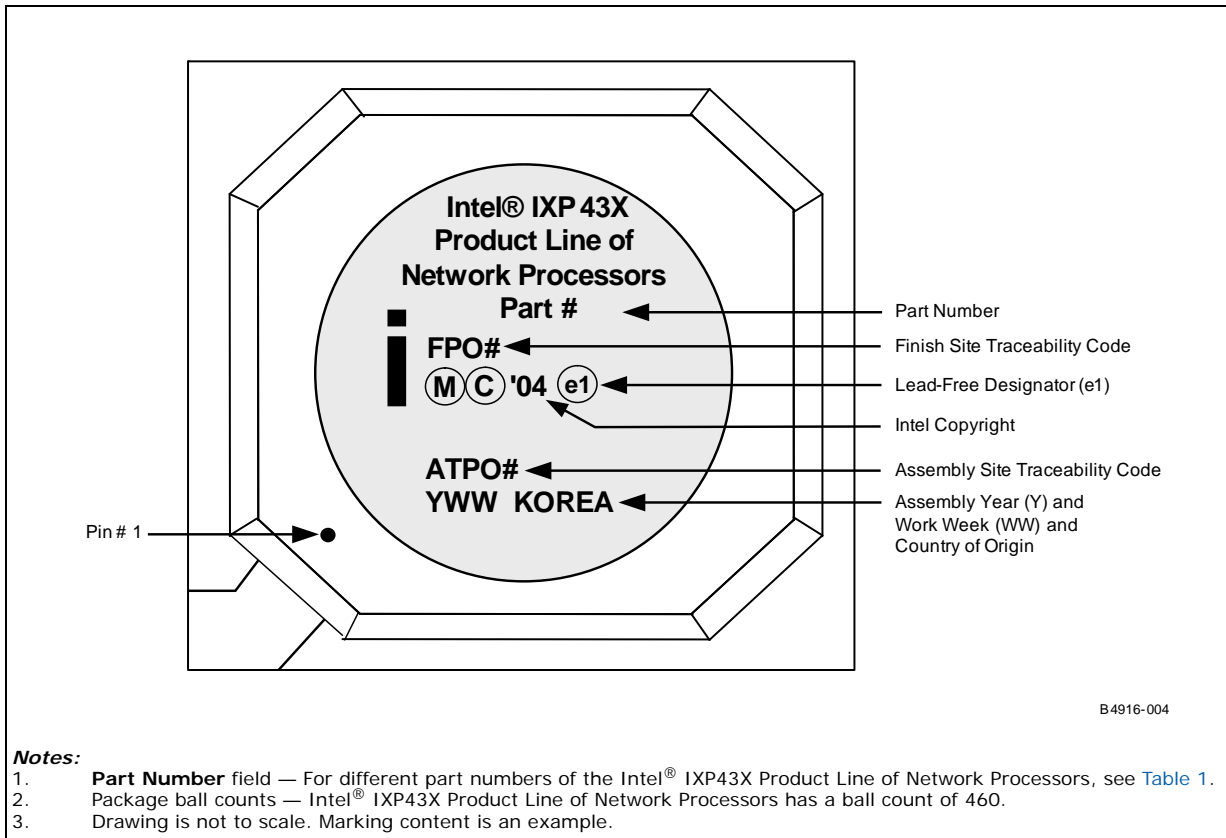 Intel® IXP 43X
Product Line of
Network Processors
Part #
Part Number
i
FPO#
Finish Site Traceability Code
M C '04 e1
Lead-Free Designator (e1)
Intel Copyright
ATPO#
Assembly Site Traceability Code
YWW KOREA
Assembly Year (Y) and
Work Week (WW) and
Country of Origin
Pin # 1
B4916-004
Notes:
1. Part Number field — For different part numbers of the Intel® IXP43X Product Line of Network Processors, see Table 1.
2. Package ball counts — Intel® IXP43X Product Line of Network Processors has a ball count of 460.
3. Drawing is not to scale. Marking content is an example.